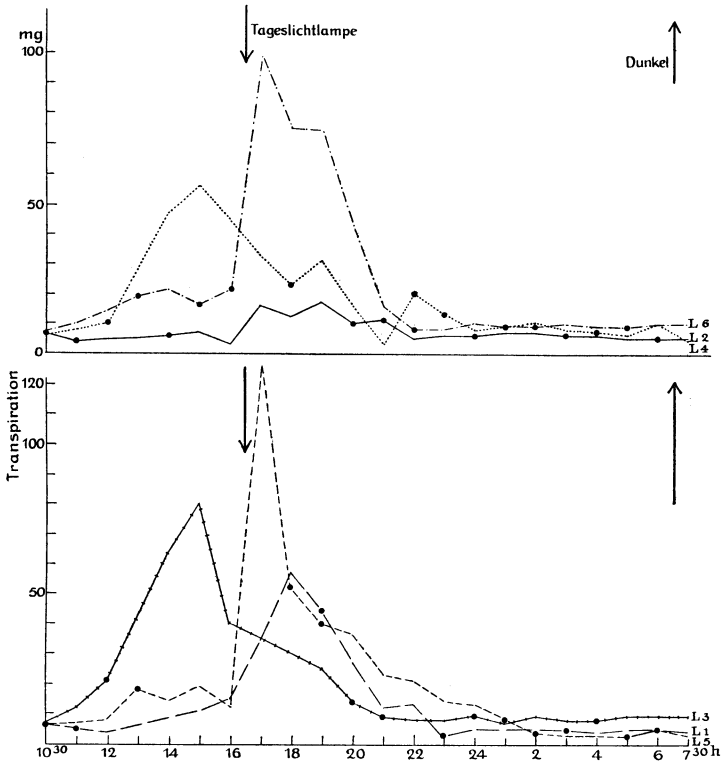 mg
Tageslichtlampe
100
Dunkel
50
L 6
L 2
L 4
0
Transpiration
120
100
50
L 3
L 1
L 5
10 30 12 14 16 18 20 22 24 2 4 6 7 30 h